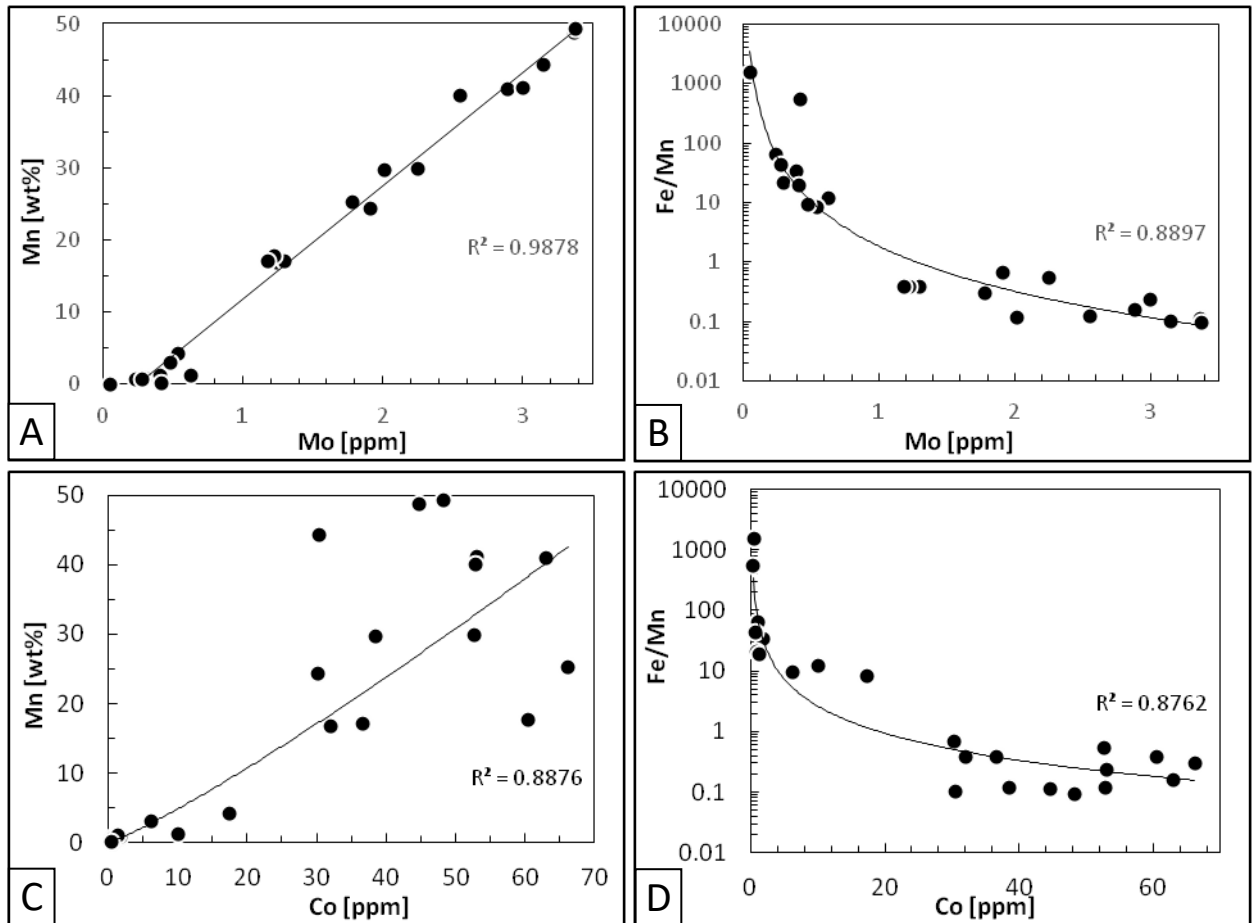 50
40
30
20
10
0
Mn [wt%]
R² = 0.9878
0
1
2
3
Mo [ppm]
A
10000
1000
100
10
1
0.1
0.01
Fe/Mn
R² = 0.8897
0
1
2
3
Mo [ppm]
B
50
40
30
20
10
0
Mn [wt%]
R² = 0.8876
0 10 20 30 40 50 60 70
Co [ppm]
C
10000
1000
100
10
1
0.1
0.01
Fe/Mn
R² = 0.8762
0 20 40 60
Co [ppm]
D